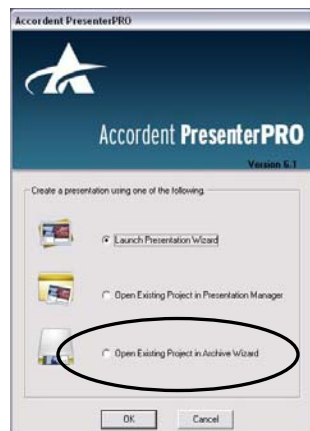 Accordent PresenterPRO
Accordent PresenterPRO
Version 6.1
Create a presentation using one of the following.
Launch Presentation Wizard
Open Existing Project in Presentation Manager
Open Existing Project in Archive Wizard
OK
Cancel